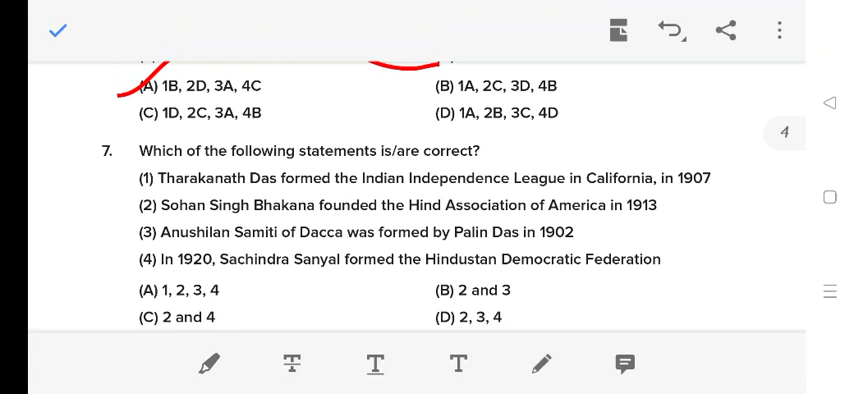 (A) 1B, 2D, 3A, 4C (B) 1A, 2C, 3D, 4B
(C) 1D, 2C, 3A, 4B (D) 1A, 2B, 3C, 4D
4
7. Which of the following statements is/are correct?
(1) Tharakanath Das formed the Indian Independence League in California, in 1907
(2) Sohan Singh Bhakana founded the Hind Association of America in 1913
(3) Anushilan Samiti of Dacca was formed by Palin Das in 1902
(4) In 1920, Sachindra Sanyal formed the Hindustan Democratic Federation
(A) 1, 2, 3, 4 (B) 2 and 3
(C) 2 and 4 (D) 2, 3, 4
T T T